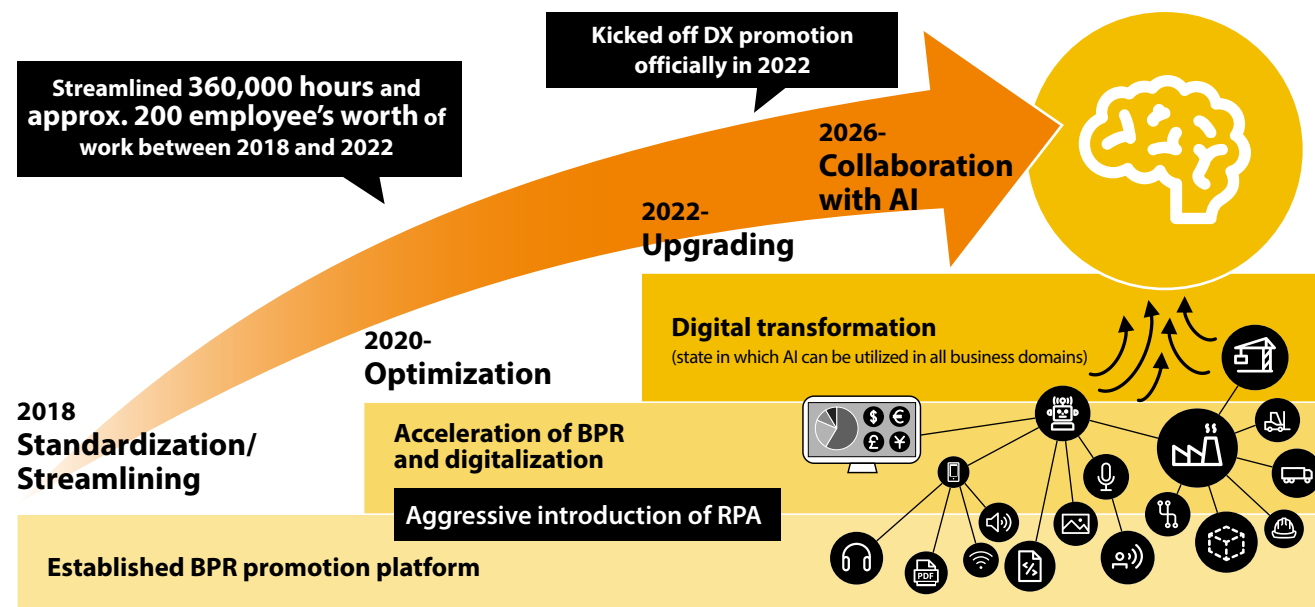 Kicked off DX promotion
officially in 2022
Streamlined 360,000 hours and
approx. 200 employee’s worth of
work between 2018 and 2022
2026-
Collaboration
with AI
2022-
Upgrading
Digital transformation
(state in which AI can be utilized in all business domains)
2020-
Optimization
2018
Standardization/
Streamlining
Acceleration of BPR
and digitalization
$ €
£ ¥
Aggressive introduction of RPA
Established BPR promotion platform
PDF